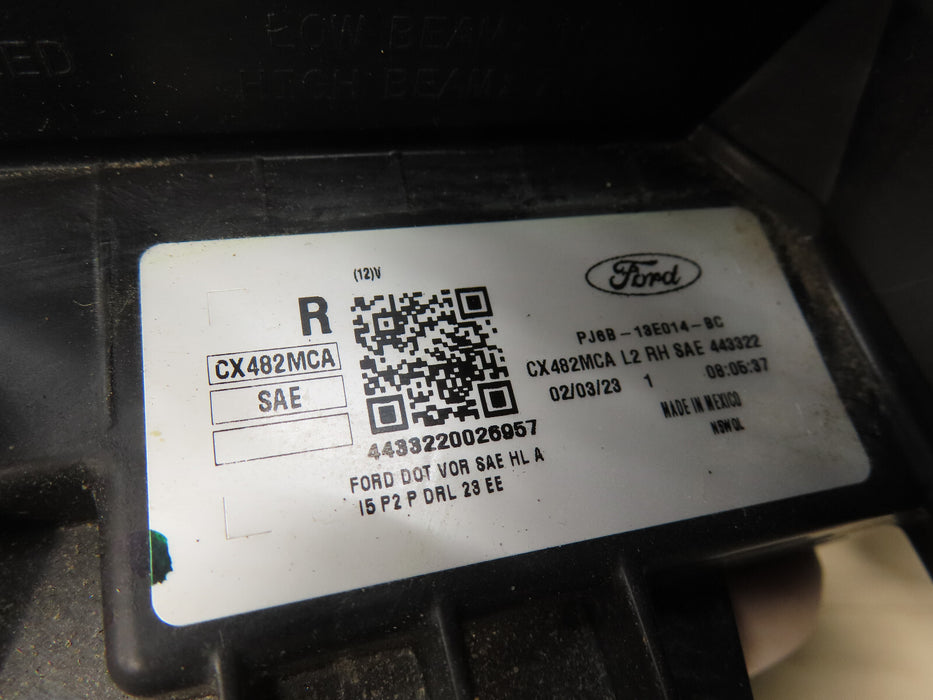 LOW BEAM:
HIGH BEAM:
(12)V
R
CX482MCA
SAE
4433220026957
FORD DOT VOR SAE HL A
I5 P2 P DRL 23 EE
Ford
PJ6B-13E014-BC
CX482MCA L2 RH SAE 443322
02/03/23 1 08:05:37
MADE IN MEXICO